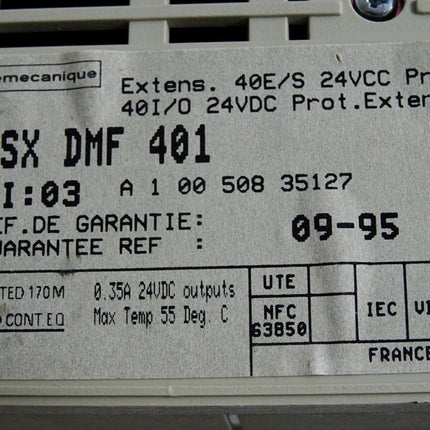 emecanique
Extens. 40E/S 24VCC Pr
40I/O 24VDC Prot.Exten
SX DMF 401
I:03 A 1 00 508 35127
EF.DE GARANTIE:
UARANTEE REF : 09-95
TED 170M
CONT.EQ
0.35A 24VDC outputs
Max Temp 55 Deg. C
UTE
NFC
63850
IEC
FRANCE